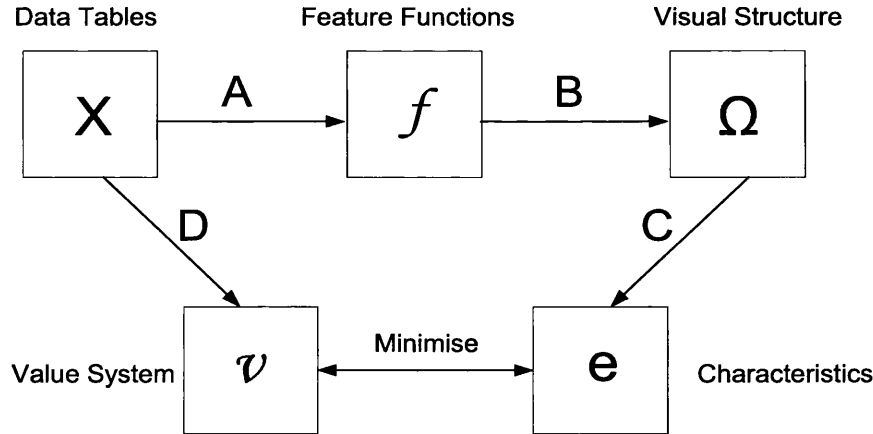 Data Tables
Feature Functions
Visual Structure
X
A
f
B
Ω
D
C
Value System
v
Minimise
e
Characteristics